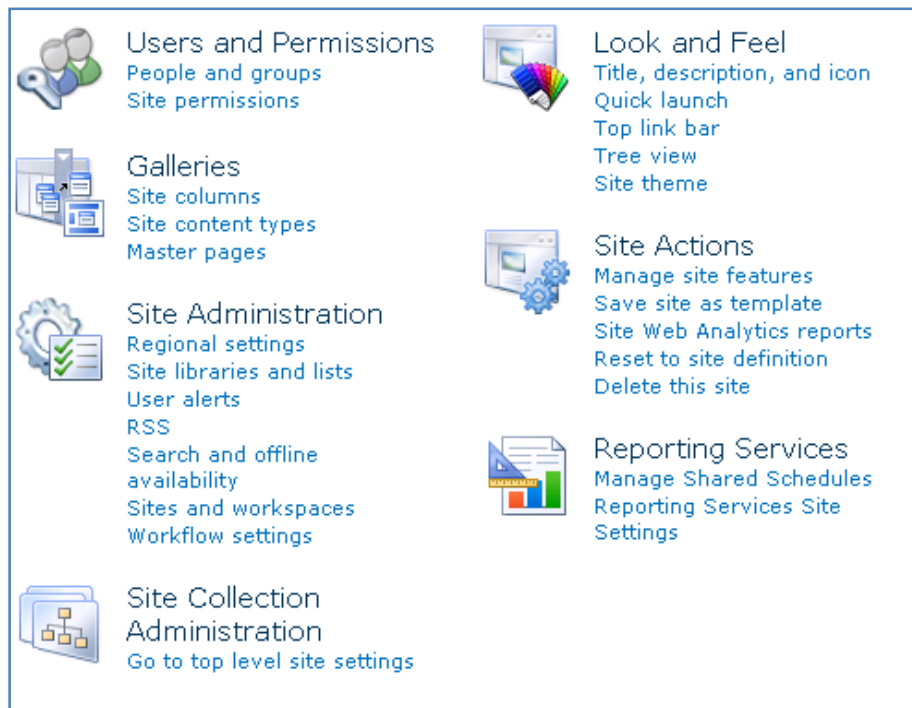 Users and Permissions
People and groups
Site permissions
Galleries
Site columns
Site content types
Master pages
Site Administration
Regional settings
Site libraries and lists
User alerts
RSS
Search and offline
availability
Sites and workspaces
Workflow settings
Site Collection
Administration
Go to top level site settings
Look and Feel
Title, description, and icon
Quick launch
Top link bar
Tree view
Site theme
Site Actions
Manage site features
Save site as template
Site Web Analytics reports
Reset to site definition
Delete this site
Reporting Services
Manage Shared Schedules
Reporting Services Site
Settings